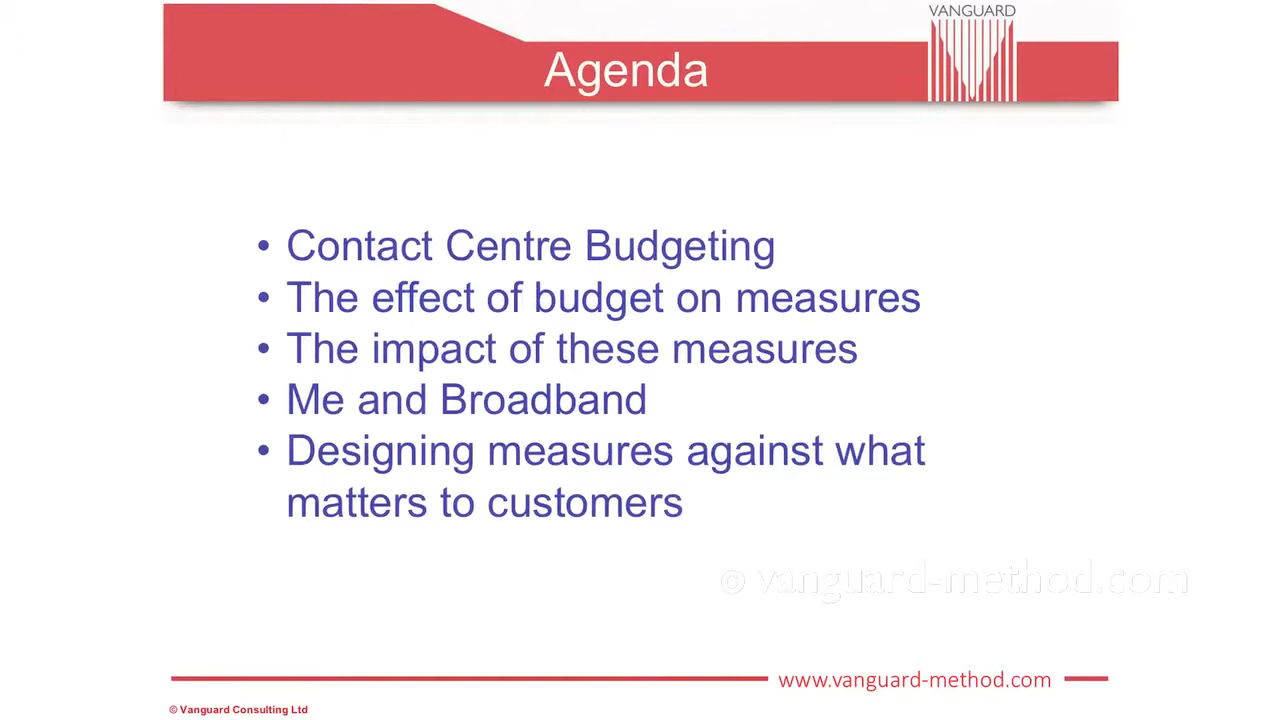 VANGUARD
Agenda
• Contact Centre Budgeting
• The effect of budget on measures
• The impact of these measures
• Me and Broadband
• Designing measures against what
matters to customers
© vanguard-method.com
www.vanguard-method.com
© Vanguard Consulting Ltd